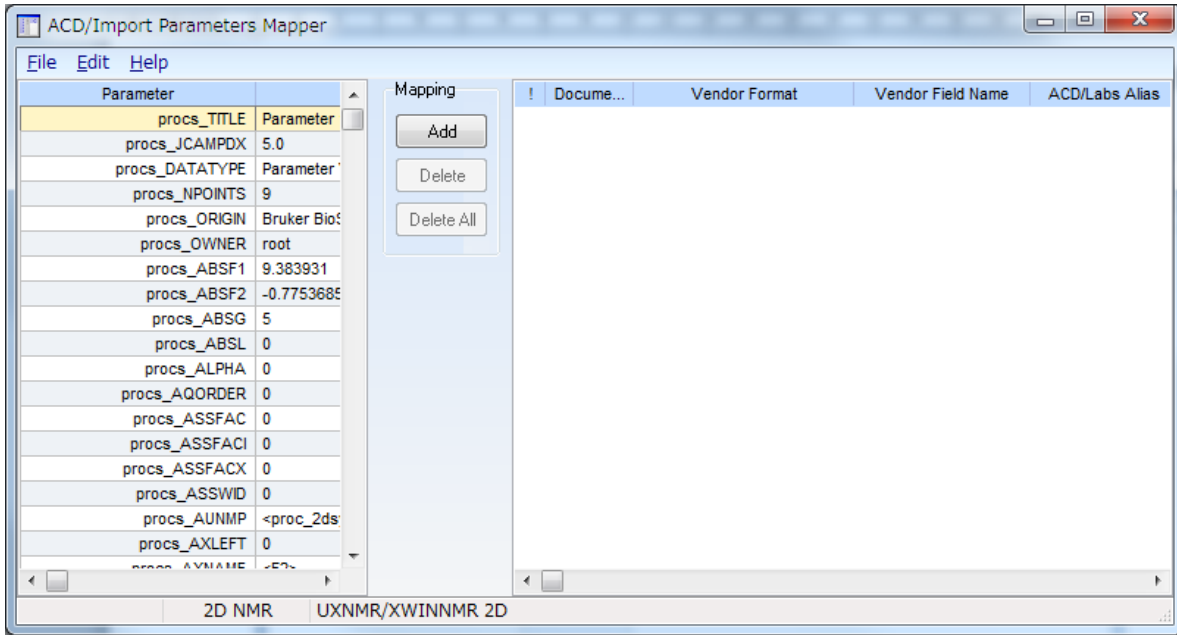 ACD/Import Parameters Mapper
File Edit Help
Parameter
procs_TITLE Parameter
procs_JCAMPDX 5.0
procs_DATATYPE Parameter
procs_NPOINTS 9
procs_ORIGIN Bruker BioS
procs_OWNER root
procs_ABSF1 9.383931
procs_ABSF2 -0.7753685
procs_ABSG 5
procs_ABSL 0
procs_ALPHA 0
procs_AQORDER 0
procs_ASSFAC 0
procs_ASSFACI 0
procs_ASSFACX 0
procs_ASSWID 0
procs_AUNMP <proc_2ds
procs_AXLEFT 0
procs_AXNAME <F2>
Mapping
Add
Delete
Delete All
! Docume... Vendor Format Vendor Field Name ACD/Labs Alias
2D NMR UXNMR/XWINNMR 2D